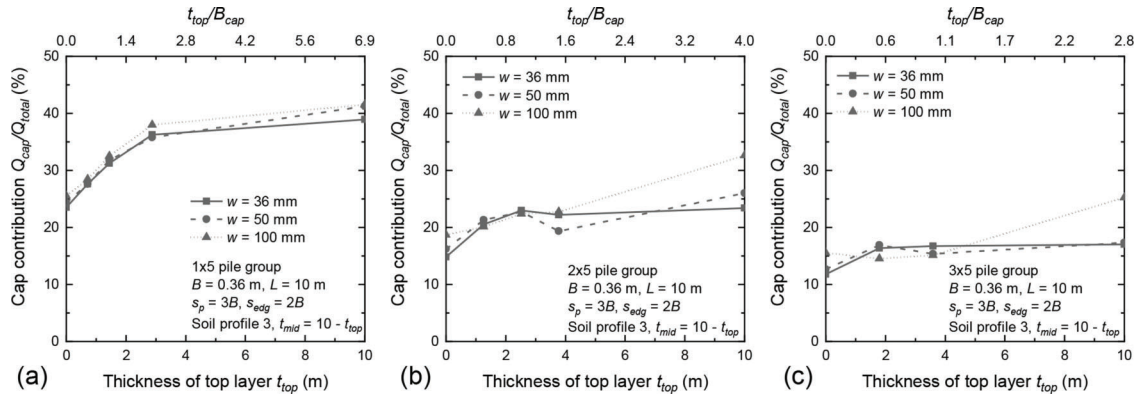 t_top/B_cap
0.0 1.4 2.8 4.2 5.6 6.9
50
40
30
20
10
0
Cap contribution Q_cap/Q_total (%)
w = 36 mm
w = 50 mm
w = 100 mm
1x5 pile group
B = 0.36 m, L = 10 m
s_p = 3B, s_edg = 2B
Soil profile 3, t_mid = 10 - t_top
0 2 4 6 8 10
(a)
Thickness of top layer t_top (m)
t_top/B_cap
0.0 0.8 1.6 2.4 3.2 4.0
50
40
30
20
10
0
Cap contribution Q_cap/Q_total (%)
w = 36 mm
w = 50 mm
w = 100 mm
2x5 pile group
B = 0.36 m, L = 10 m
s_p = 3B, s_edg = 2B
Soil profile 3, t_mid = 10 - t_top
0 2 4 6 8 10
(b)
Thickness of top layer t_top (m)
t_top/B_cap
0.0 0.6 1.1 1.7 2.2 2.8
50
40
30
20
10
0
Cap contribution Q_cap/Q_total (%)
w = 36 mm
w = 50 mm
w = 100 mm
3x5 pile group
B = 0.36 m, L = 10 m
s_p = 3B, s_edg = 2B
Soil profile 3, t_mid = 10 - t_top
0 2 4 6 8 10
(c)
Thickness of top layer t_top (m)